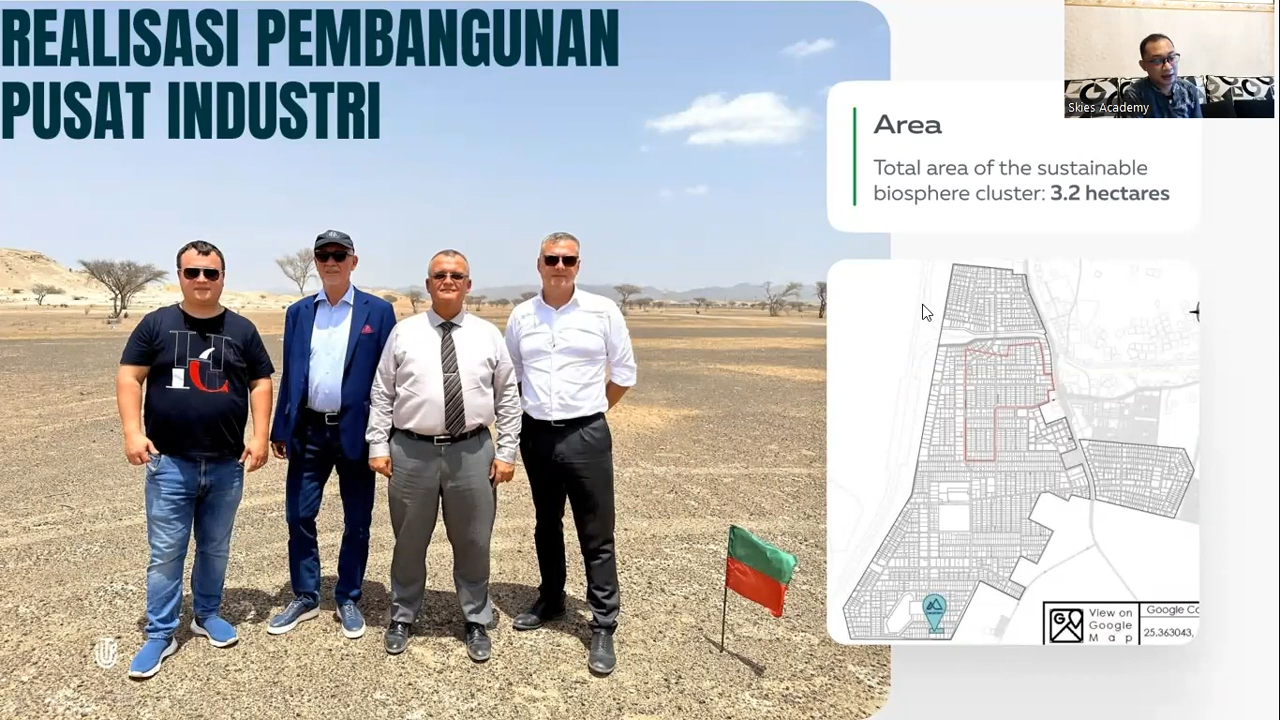 REALISASI PEMBANGUNAN
PUSAT INDUSTRI
Skies Academy
Area
Total area of the sustainable
biosphere cluster: 3.2 hectares
View on
Google
Map
Google Co
25.363043,